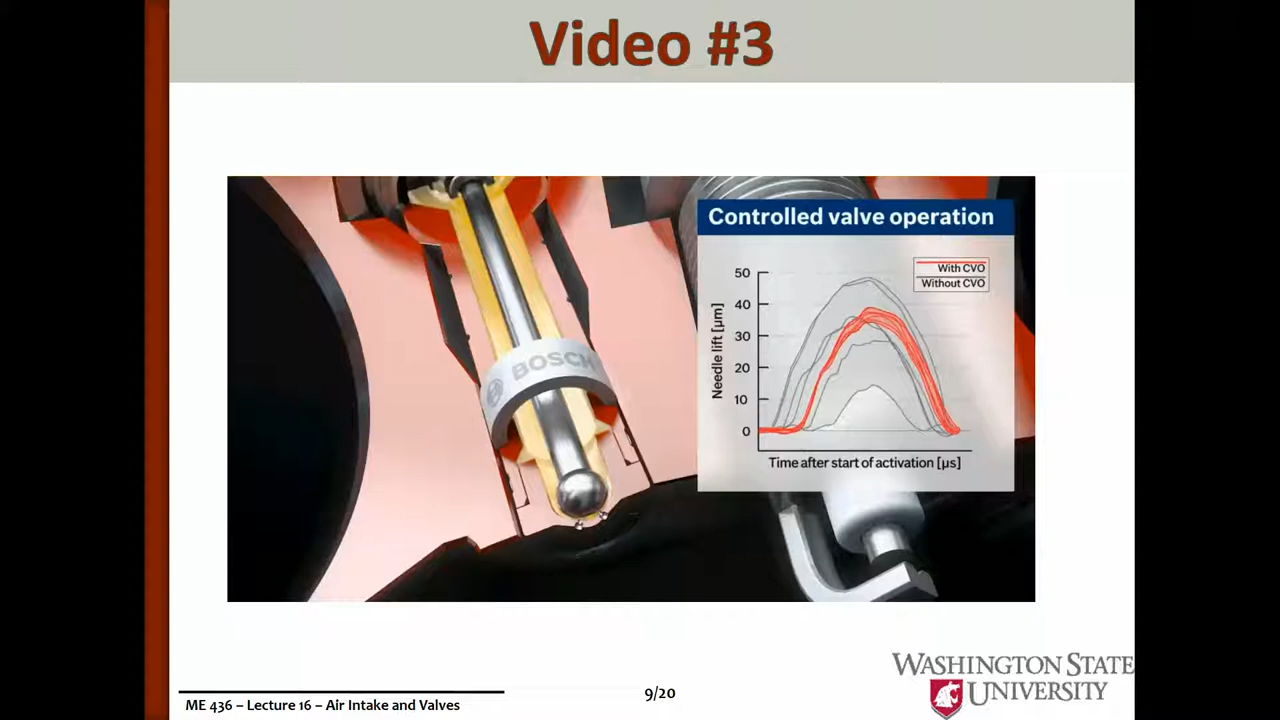 Video #3
BOSCH
Controlled valve operation
With CVO
Without CVO
50
40
30
20
10
0
Needle lift [µm]
Time after start of activation [µs]
WASHINGTON STATE
UNIVERSITY
9/20
ME 436 – Lecture 16 – Air Intake and Valves